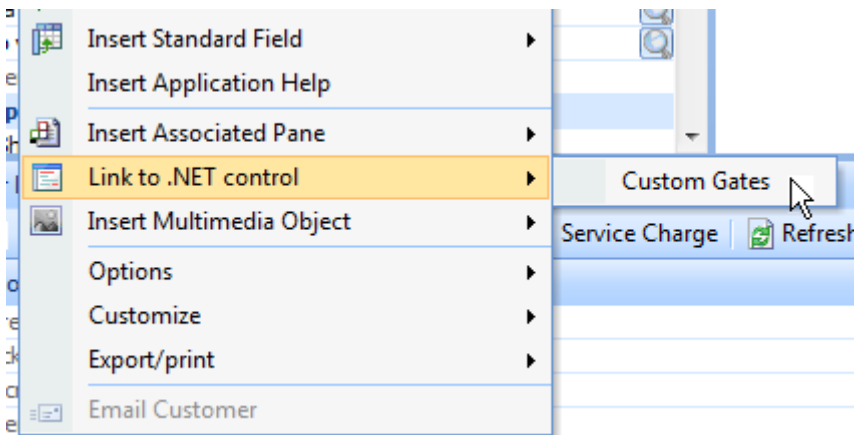 Insert Standard Field
Insert Application Help
Insert Associated Pane
Link to .NET control
Custom Gates
Insert Multimedia Object
Service Charge
Refresh
Options
Customize
Export/print
Email Customer